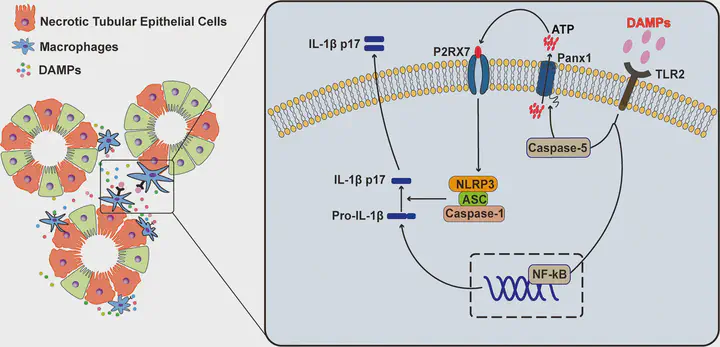 Necrotic Tubular Epithelial Cells
Macrophages
DAMPs
IL-1β p17
P2RX7
ATP
Panx1
DAMPs
TLR2
Caspase-5
IL-1β p17
NLRP3
ASC
Caspase-1
Pro-IL-1β
NF-kB